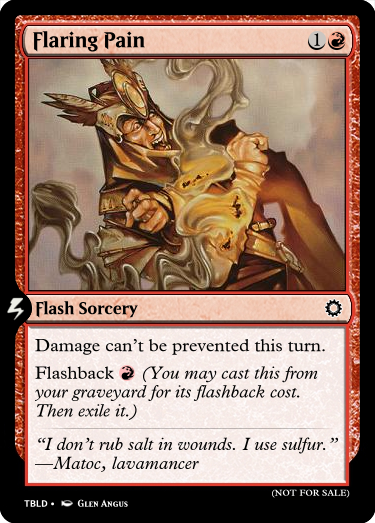 Flaring Pain 1
Flash Sorcery
Damage can't be prevented this turn.
Flashback (You may cast this from
your graveyard for its flashback cost.
Then exile it.)
"I don't rub salt in wounds. I use sulfur."
—Matoc, lavamancer
(NOT FOR SALE)
TBLD • Glen Angus